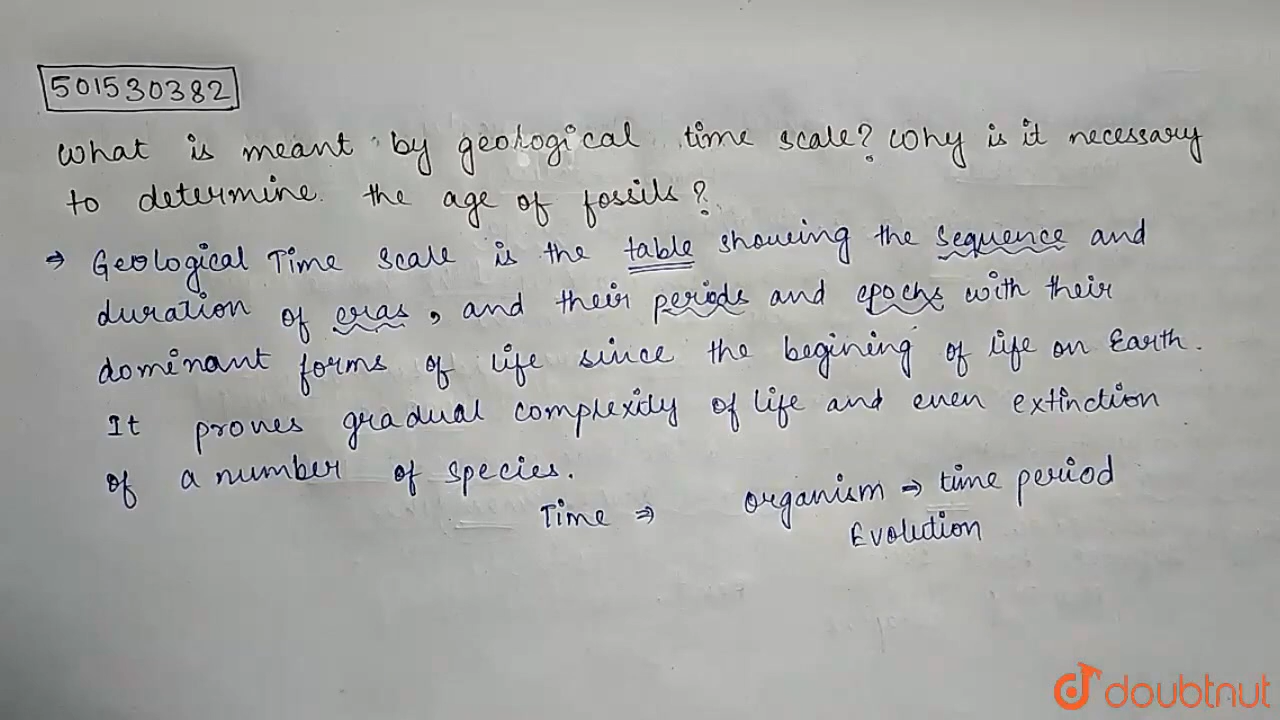 501530382
What is meant by geological time scale? Why is it necessary
to determine the age of fossils?
→ Geological Time scale is the table showing the sequence and
duration of eras, and their periods and epochs with their
dominant forms of life since the begining of life on Earth.
It proves gradual complexity of life and even extinction
of a number of species.
Time ⇒ organism ⇒ time period
Evolution
doubtnut